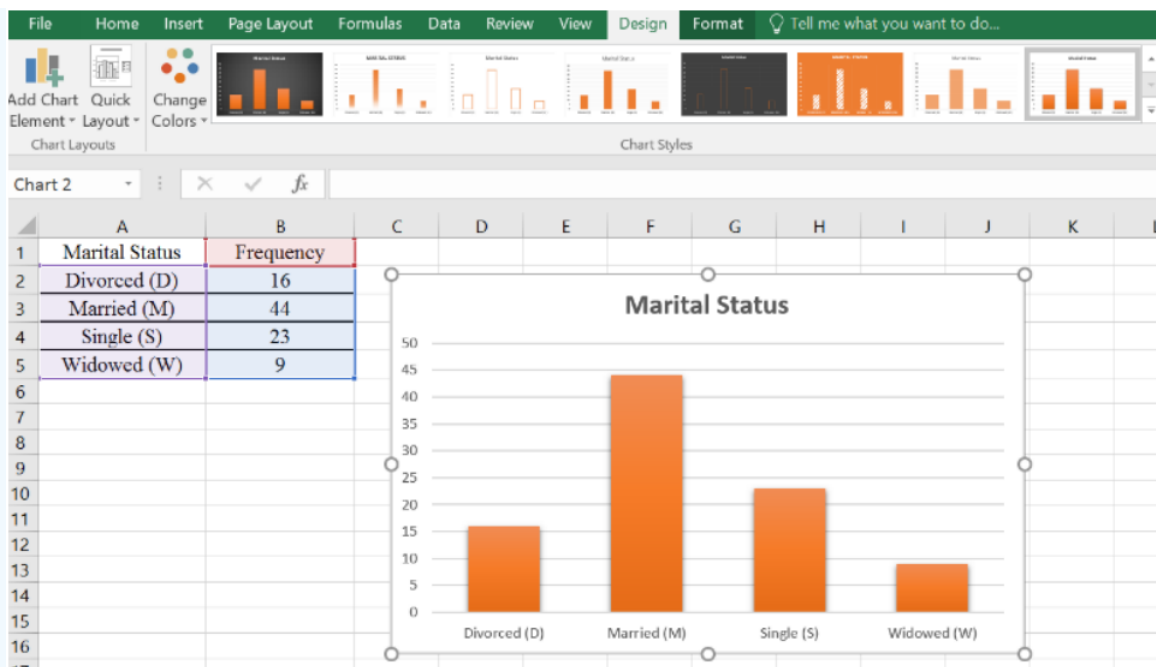 File Home Insert Page Layout Formulas Data Review View Design Format Tell me what you want to do...
Add Chart Element Quick Layout Change Colors
Chart Layouts Chart Styles
Chart 2 fx
A B C D E F G H I J K
1 Marital Status Frequency
2 Divorced (D) 16
3 Married (M) 44
4 Single (S) 23
5 Widowed (W) 9
6
7
8
9
10
11
12
13
14
15
16
Marital Status
50
45
40
35
30
25
20
15
10
5
0
Divorced (D) Married (M) Single (S) Widowed (W)